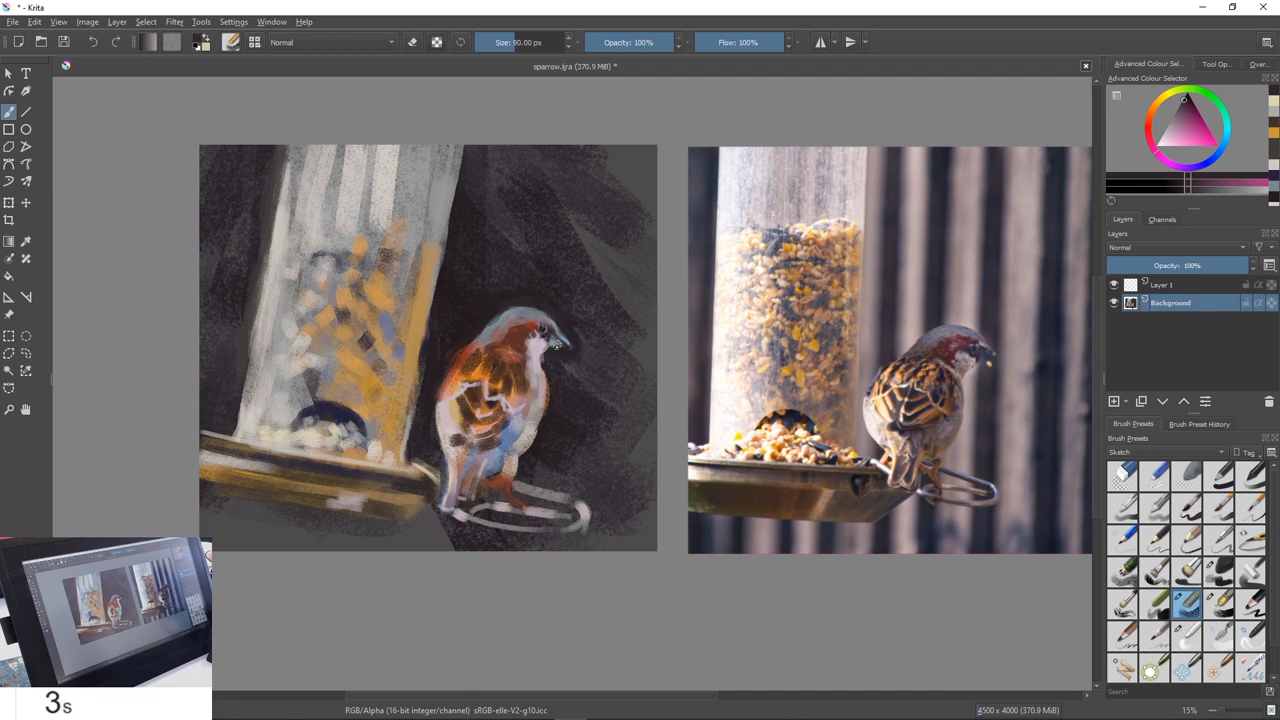 * - Krita
File Edit View Image Layer Select Filter Tools Settings Window Help
Normal Size: 90.00 px Opacity: 100% Flow: 100%
sparrow.kra (370.9 MiB) *
Advanced Colour Sel... Tool Op... Over...
Advanced Colour Selector
Layers Channels
Layers
Normal
Opacity: 100%
Layer 1
Background
Brush Presets Brush Preset History
Brush Presets
Sketch Tag
Search
3s
RGB/Alpha (16-bit integer/channel) sRGB-elle-V2-g10.icc 4500 x 4000 (370.9 MiB) 15%